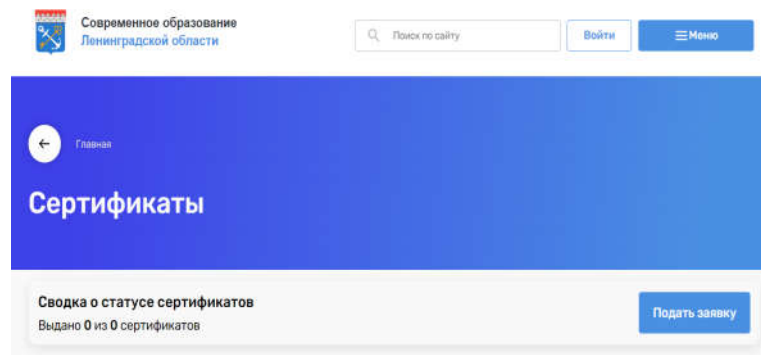 Современное образование
Ленинградской области
Поиск по сайту
Войти
Меню
Главная
Сертификаты
Сводка о статусе сертификатов
Выдано 0 из 0 сертификатов
Подать заявку